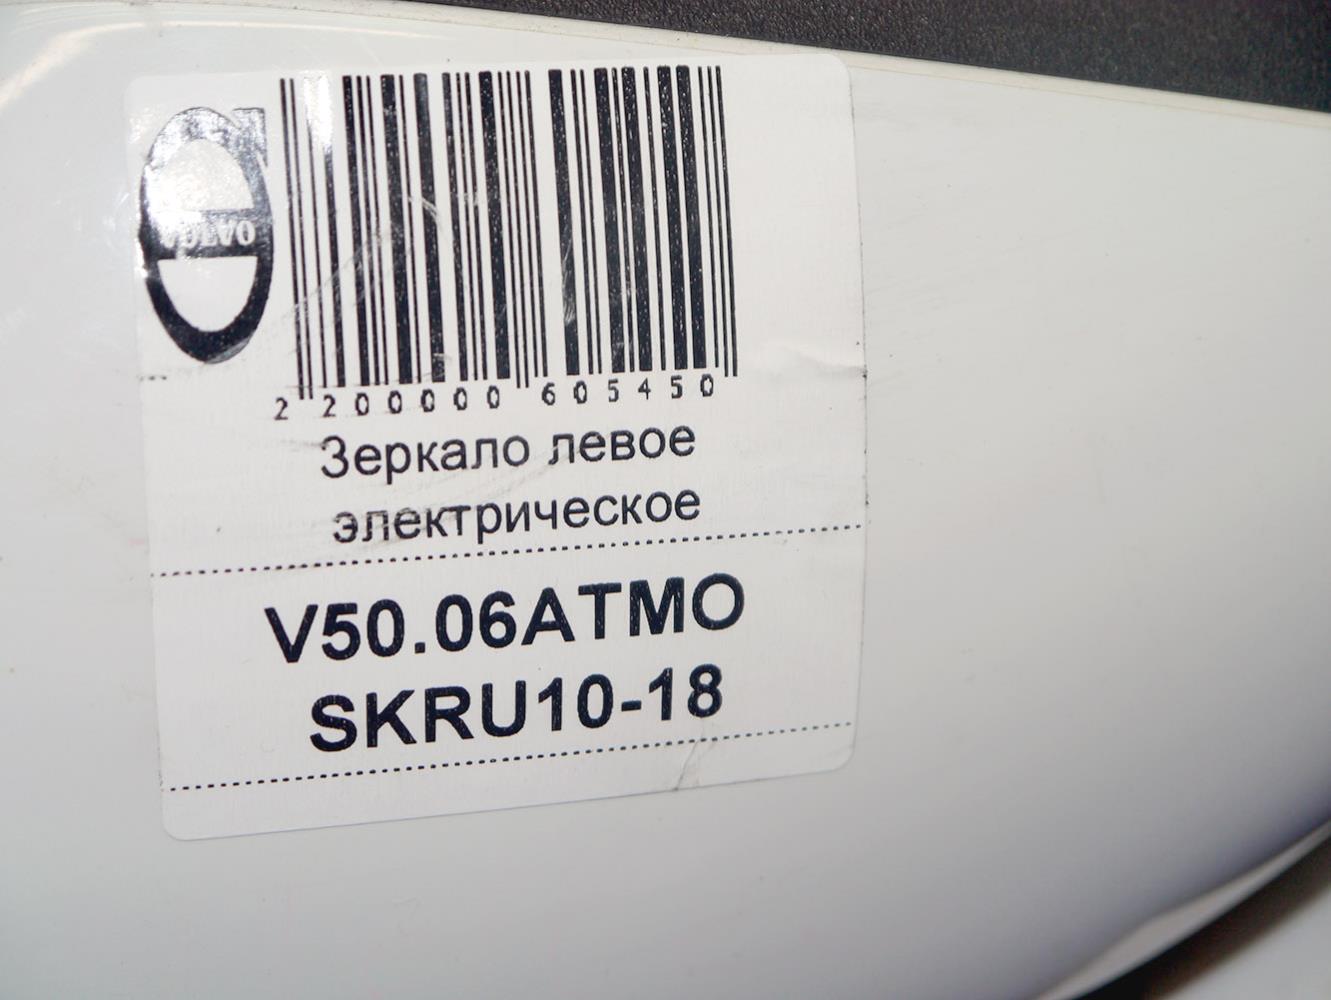 VOLVO
2 200000 605450
Зеркало левое
электрическое
V50.06ATMO
SKRU10-18